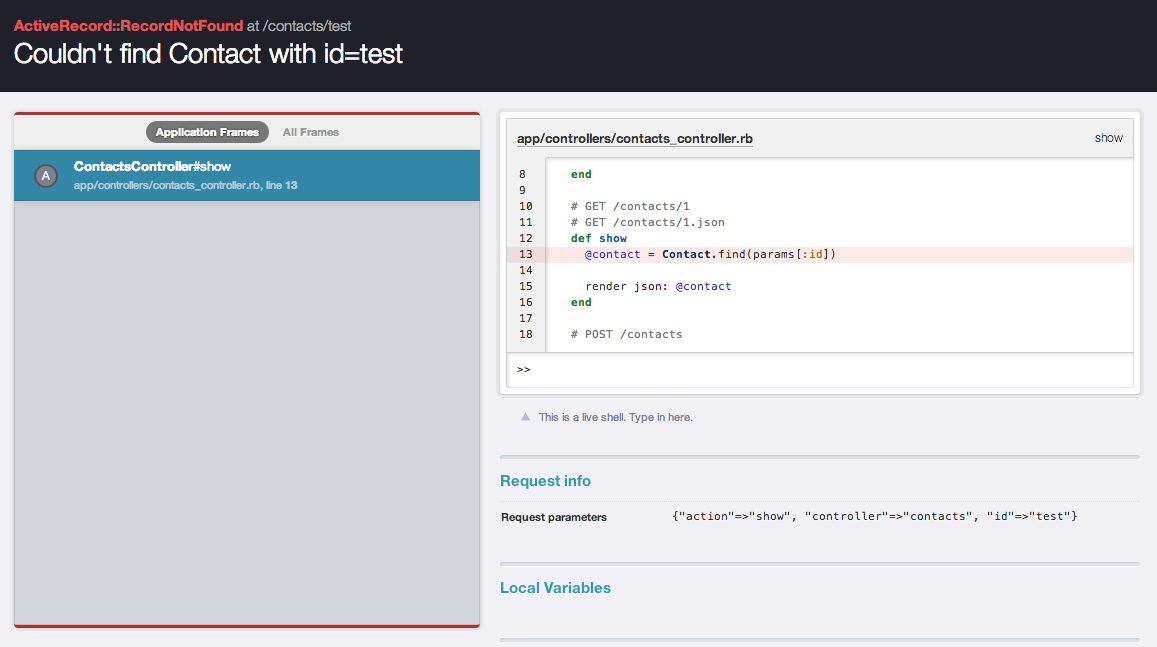 ActiveRecord::RecordNotFound at /contacts/test
Couldn't find Contact with id=test
Application Frames All Frames
A
ContactsController#show
app/controllers/contacts_controller.rb, line 13
app/controllers/contacts_controller.rb show
8 end
9
10 # GET /contacts/1
11 # GET /contacts/1.json
12 def show
13 @contact = Contact.find(params[:id])
14
15 render json: @contact
16 end
17
18 # POST /contacts
>>
This is a live shell. Type in here.
Request info
Request parameters {"action"=>"show", "controller"=>"contacts", "id"=>"test"}
Local Variables